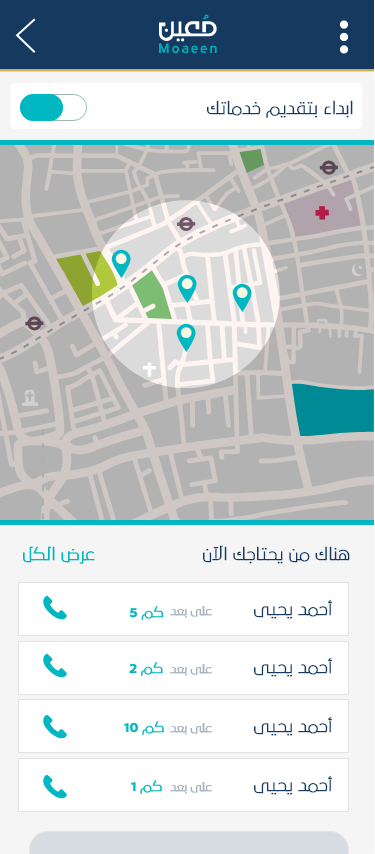 معين
Moaeen
ابداء بتقديم خدماتك
هناك من يحتاجك الآن عرض الكل
أحمد يحيى على بعد 5 كم
أحمد يحيى على بعد 2 كم
أحمد يحيى على بعد 10 كم
أحمد يحيى على بعد 1 كم